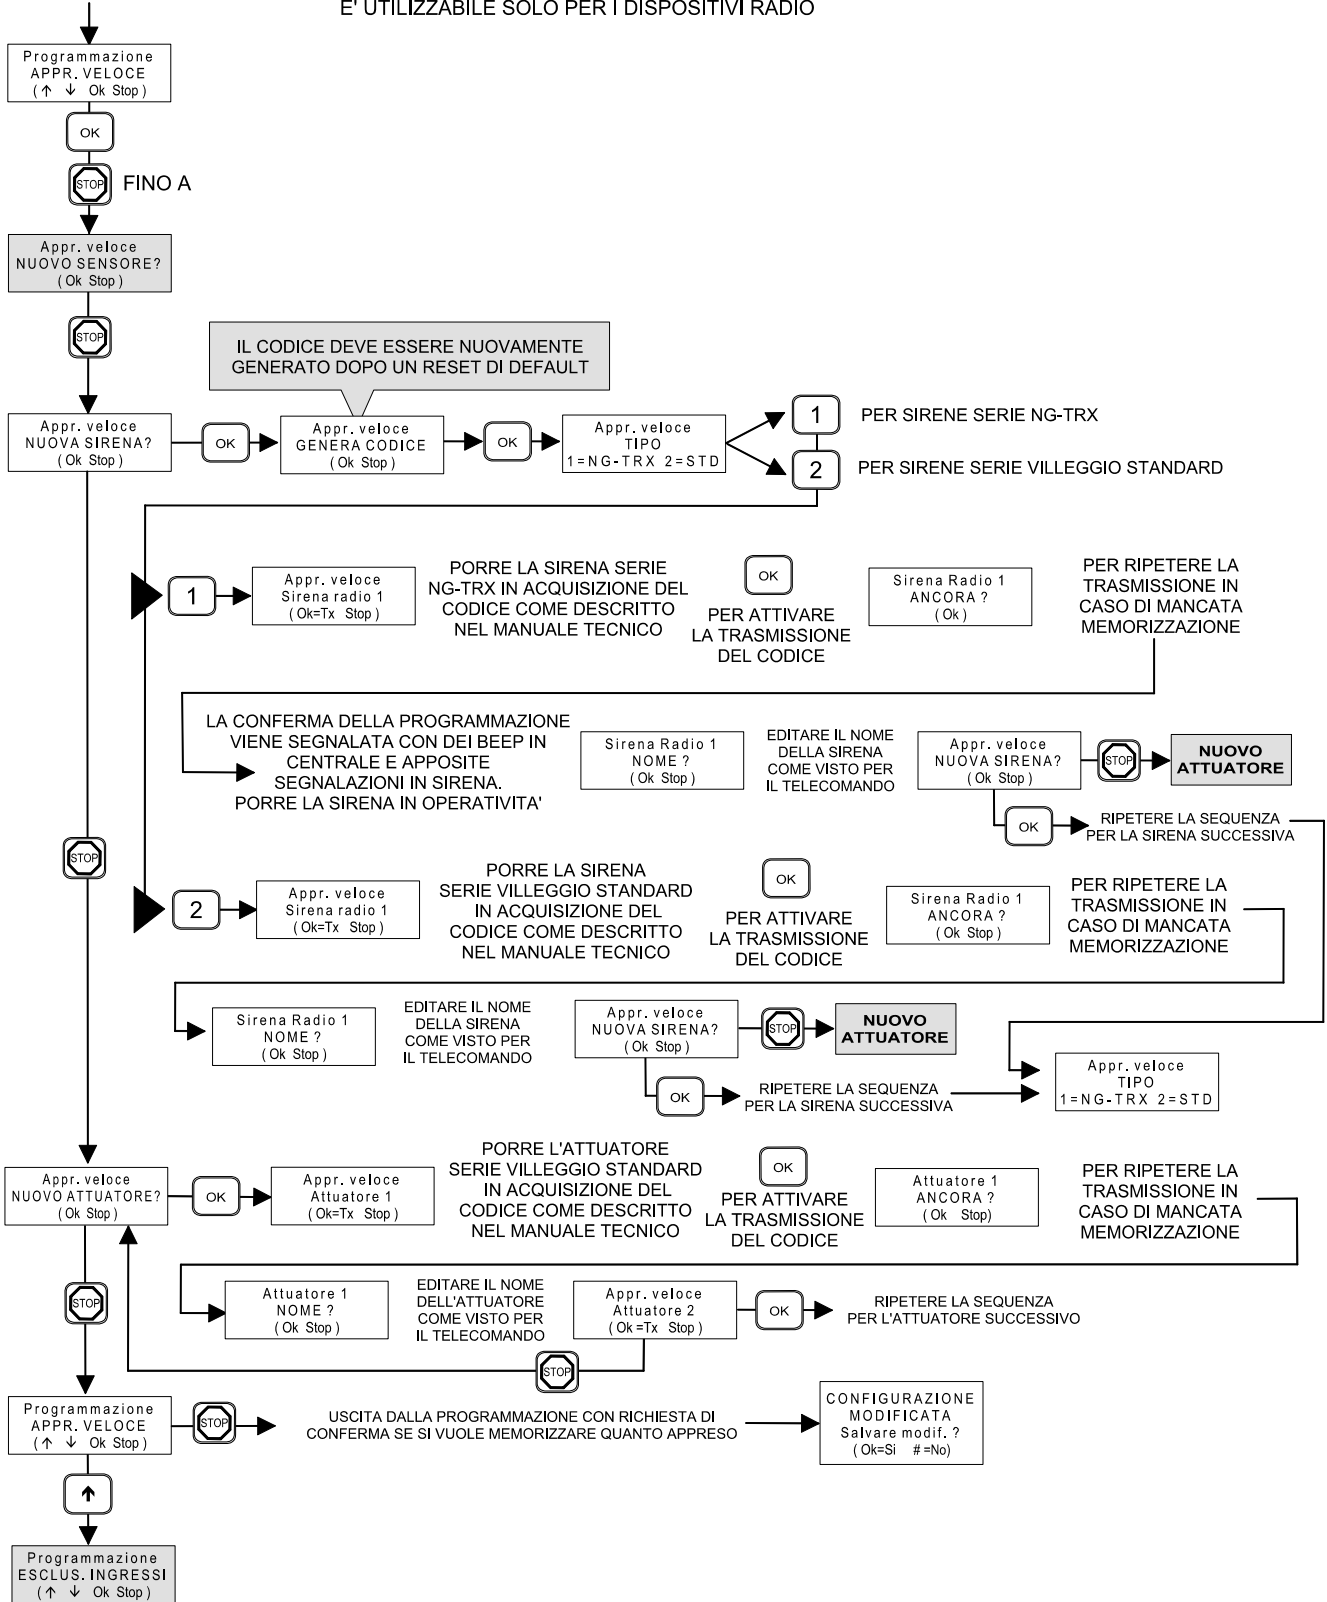 E' UTILIZZABILE SOLO PER I DISPOSITIVI RADIO
Programmazione
APPR. VELOCE
(↑ ↓ Ok Stop)
OK
STOP
FINO A
Appr. veloce
NUOVO SENSORE?
(Ok Stop)
STOP
IL CODICE DEVE ESSERE NUOVAMENTE
GENERATO DOPO UN RESET DI DEFAULT
Appr. veloce
NUOVA SIRENA?
(Ok Stop)
OK
Appr. veloce
GENERA CODICE
(Ok Stop)
OK
Appr. veloce
TIPO
1=NG-TRX 2=STD
1
PER SIRENE SERIE NG-TRX
2
PER SIRENE SERIE VILLEGGIO STANDARD
1
Appr. veloce
Sirena radio 1
(Ok=Tx Stop)
PORRE LA SIRENA SERIE
NG-TRX IN ACQUISIZIONE DEL
CODICE COME DESCRITTO
NEL MANUALE TECNICO
OK
PER ATTIVARE
LA TRASMISSIONE
DEL CODICE
Sirena Radio 1
ANCORA ?
(Ok)
PER RIPETERE LA
TRASMISSIONE IN
CASO DI MANCATA
MEMORIZZAZIONE
LA CONFERMA DELLA PROGRAMMAZIONE
VIENE SEGNALATA CON DEI BEEP IN
CENTRALE E APPOSITE
SEGNALAZIONI IN SIRENA.
PORRE LA SIRENA IN OPERATIVITA'
Sirena Radio 1
NOME ?
(Ok Stop)
EDITARE IL NOME
DELLA SIRENA
COME VISTO PER
IL TELECOMANDO
Appr. veloce
NUOVA SIRENA?
(Ok Stop)
STOP
NUOVO
ATTUATORE
OK
RIPETERE LA SEQUENZA
PER LA SIRENA SUCCESSIVA
STOP
2
Appr. veloce
Sirena radio 1
(Ok=Tx Stop)
PORRE LA SIRENA
SERIE VILLEGGIO STANDARD
IN ACQUISIZIONE DEL
CODICE COME DESCRITTO
NEL MANUALE TECNICO
OK
PER ATTIVARE
LA TRASMISSIONE
DEL CODICE
Sirena Radio 1
ANCORA ?
(Ok Stop)
PER RIPETERE LA
TRASMISSIONE IN
CASO DI MANCATA
MEMORIZZAZIONE
Sirena Radio 1
NOME ?
(Ok Stop)
EDITARE IL NOME
DELLA SIRENA
COME VISTO PER
IL TELECOMANDO
Appr. veloce
NUOVA SIRENA?
(Ok Stop)
STOP
NUOVO
ATTUATORE
OK
RIPETERE LA SEQUENZA
PER LA SIRENA SUCCESSIVA
Appr. veloce
TIPO
1=NG-TRX 2=STD
Appr. veloce
NUOVO ATTUATORE?
(Ok Stop)
OK
Appr. veloce
Attuatore 1
(Ok=Tx Stop)
PORRE L'ATTUATORE
SERIE VILLEGGIO STANDARD
IN ACQUISIZIONE DEL
CODICE COME DESCRITTO
NEL MANUALE TECNICO
OK
PER ATTIVARE
LA TRASMISSIONE
DEL CODICE
Attuatore 1
ANCORA ?
(Ok Stop)
PER RIPETERE LA
TRASMISSIONE IN
CASO DI MANCATA
MEMORIZZAZIONE
STOP
Attuatore 1
NOME ?
(Ok Stop)
EDITARE IL NOME
DELL'ATTUATORE
COME VISTO PER
IL TELECOMANDO
Appr. veloce
Attuatore 2
(Ok=Tx Stop)
OK
RIPETERE LA SEQUENZA
PER L'ATTUATORE SUCCESSIVO
STOP
Programmazione
APPR. VELOCE
(↑ ↓ Ok Stop)
STOP
USCITA DALLA PROGRAMMAZIONE CON RICHIESTA DI
CONFERMA SE SI VUOLE MEMORIZZARE QUANTO APPRESO
CONFIGURAZIONE
MODIFICATA
Salvare modif. ?
(Ok=Si #=No)
↑
Programmazione
ESCLUS. INGRESSI
(↑ ↓ Ok Stop)